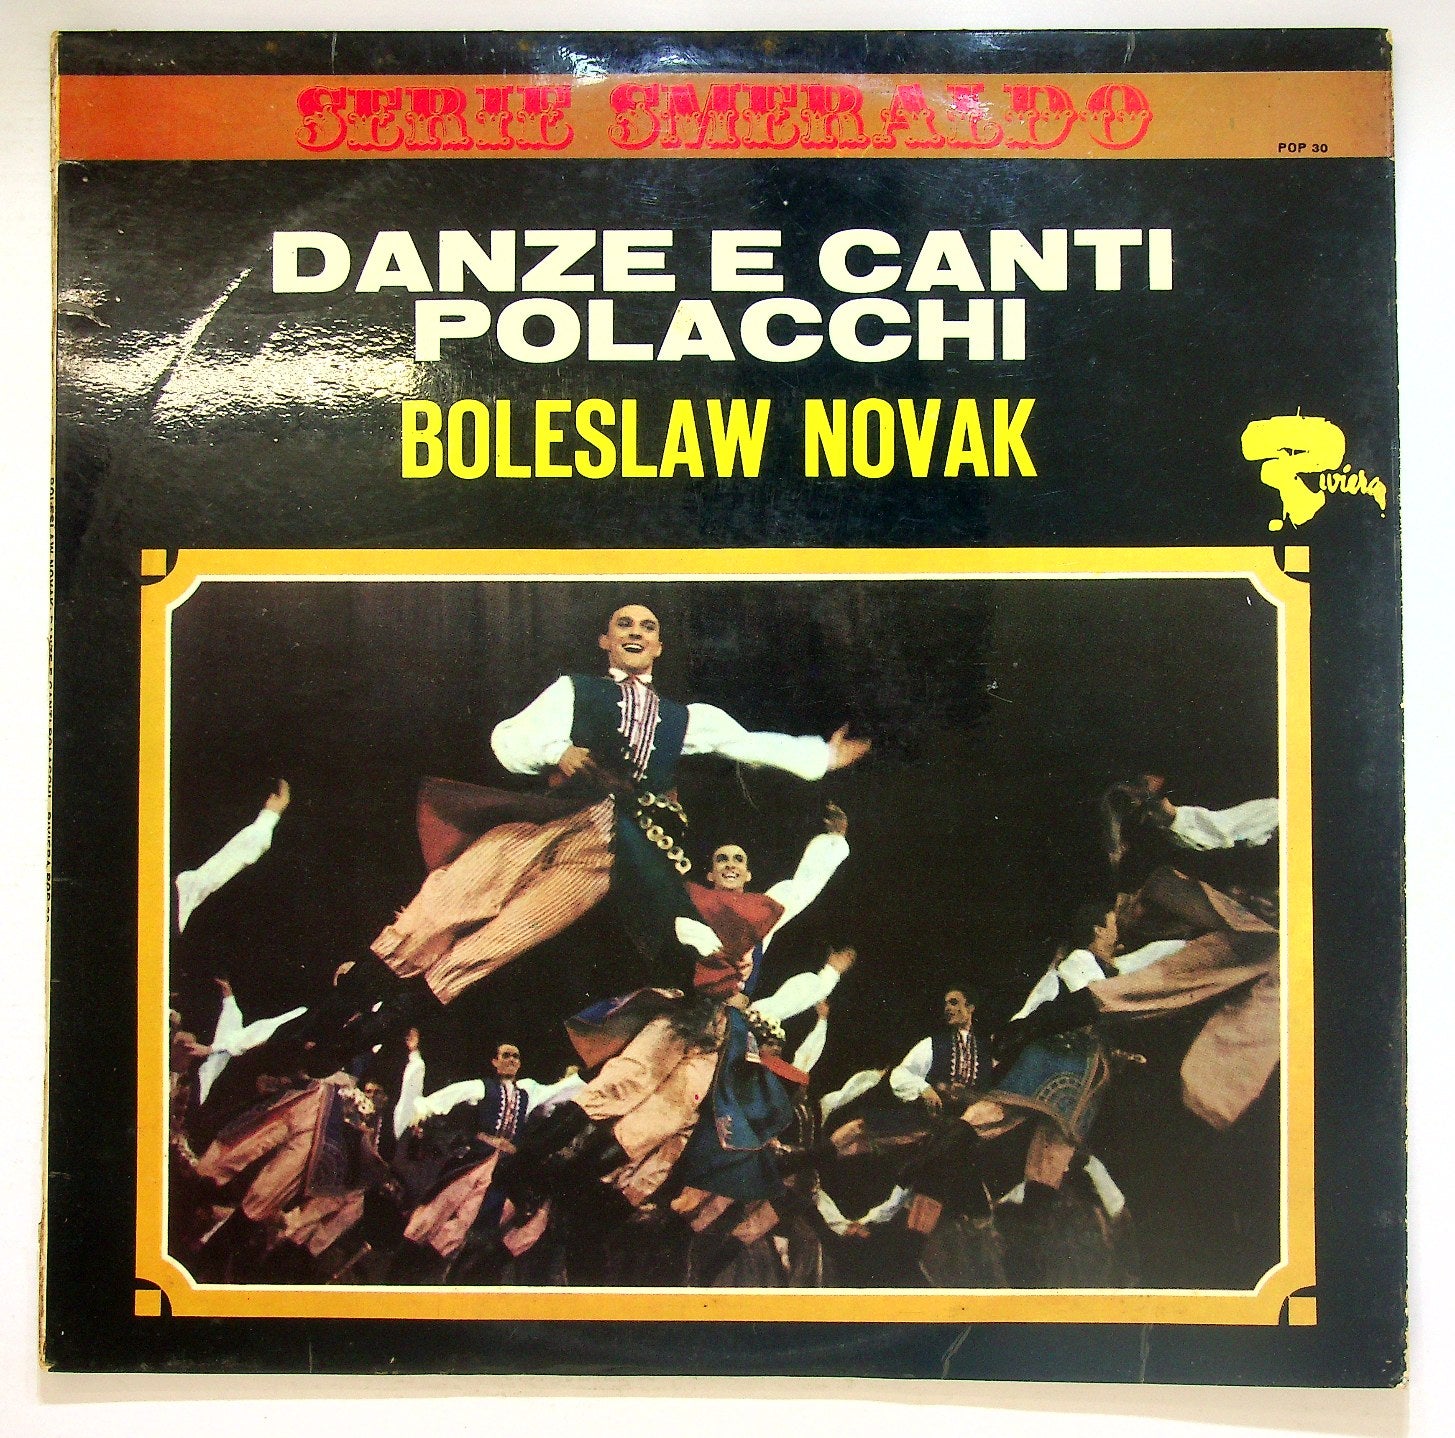 SERIE SMERALDO
POP 30
DANZE E CANTI
POLACCHI
BOLESLAW NOVAK
Riviera